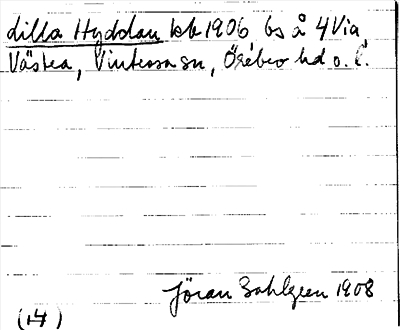 Lilla Hyddan kb 1906 bs å 4 Via,
Västra, Vintrosa sn, Örebro hd o. l.
Jöran Sahlgren 1908
(14)